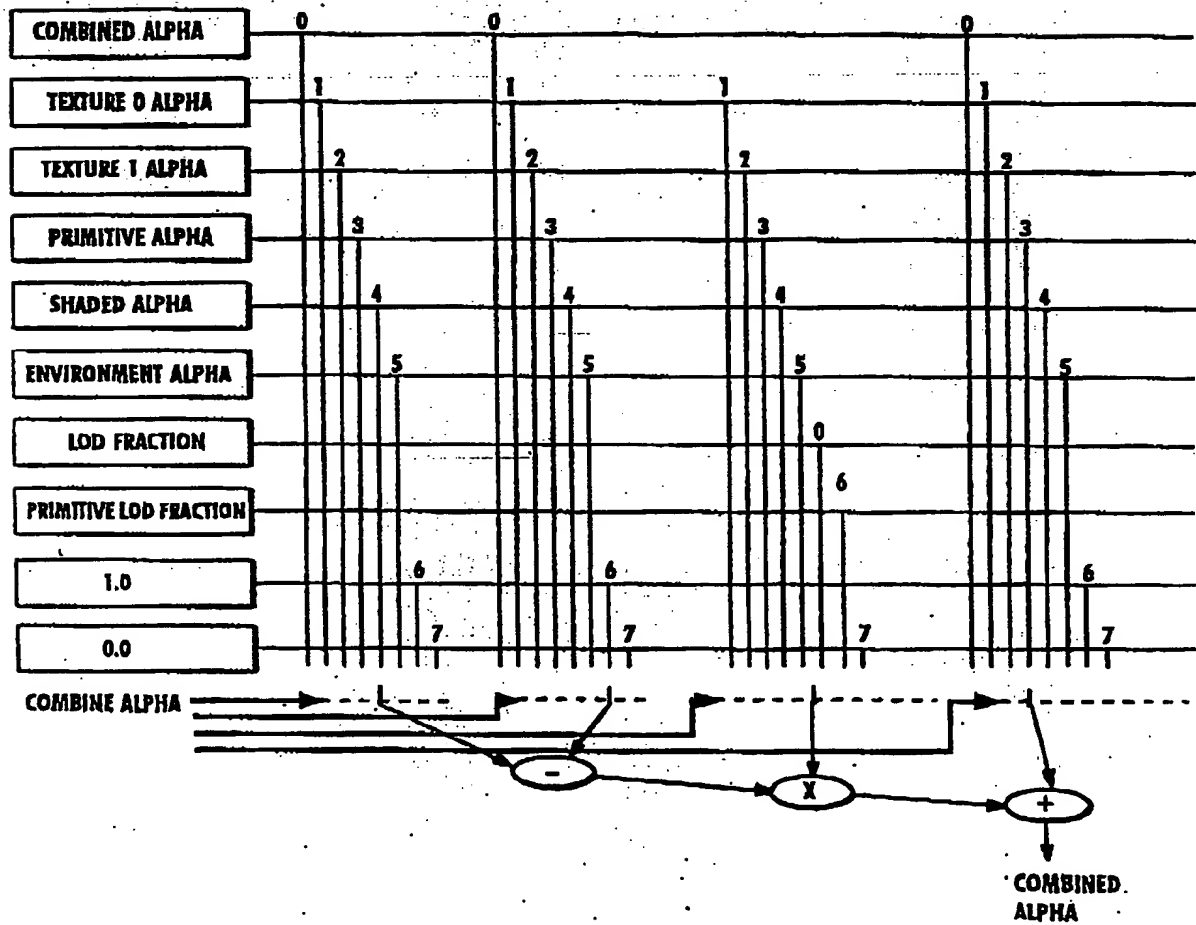 COMBINED ALPHA 0 0 0
TEXTURE 0 ALPHA 1 1 1 1
TEXTURE 1 ALPHA 2 2 2 2
PRIMITIVE ALPHA 3 3 3 3
SHADED ALPHA 4 4 4 4
ENVIRONMENT ALPHA 5 5 5 5
LOD FRACTION 0
PRIMITIVE LOD FRACTION 6
1.0 6 6 6
0.0 7 7 7 7
COMBINE ALPHA
-
X
+
COMBINED
ALPHA